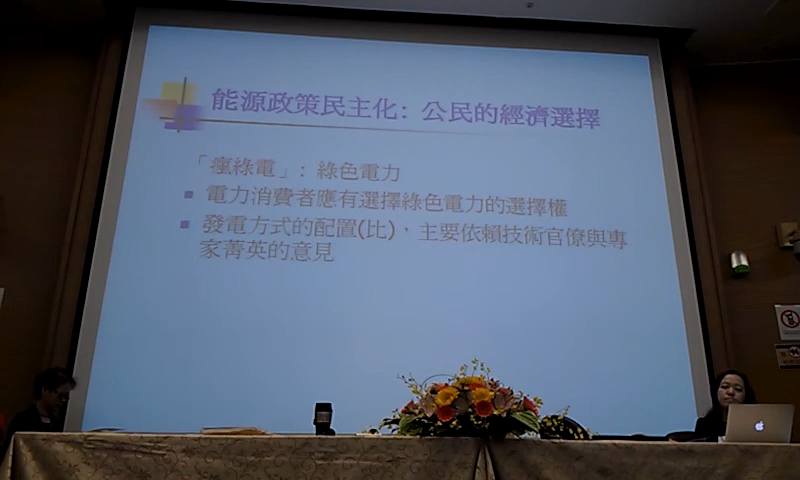 能源政策民主化: 公民的經濟選擇
「瘋綠電」: 綠色電力
電力消費者應有選擇綠色電力的選擇權
發電方式的配置(比)，主要依賴技術官僚與專
家菁英的意見